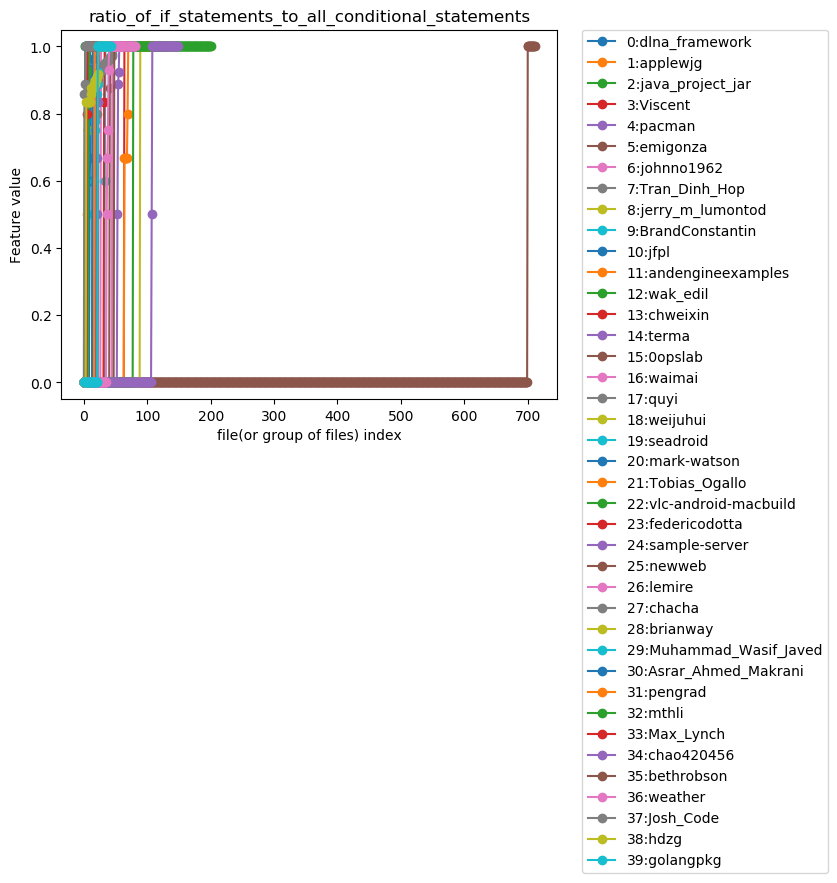 ratio_of_if_statements_to_all_conditional_statements
1.0
0.8
0.6
0.4
0.2
0.0
Feature value
0 100 200 300 400 500 600 700
file(or group of files) index
0:dlna_framework
1:applewjg
2:java_project_jar
3:Viscent
4:pacman
5:emigonza
6:johnno1962
7:Tran_Dinh_Hop
8:jerry_m_lumontod
9:BrandConstantin
10:jfpl
11:andengineexamples
12:wak_edil
13:chweixin
14:terma
15:0opslab
16:waimai
17:quyi
18:weijuhui
19:seadroid
20:mark-watson
21:Tobias_Ogallo
22:vlc-android-macbuild
23:federicodotta
24:sample-server
25:newweb
26:lemire
27:chacha
28:brianway
29:Muhammad_Wasif_Javed
30:Asrar_Ahmed_Makrani
31:pengrad
32:mthli
33:Max_Lynch
34:chao420456
35:bethrobson
36:weather
37:Josh_Code
38:hdzg
39:golangpkg